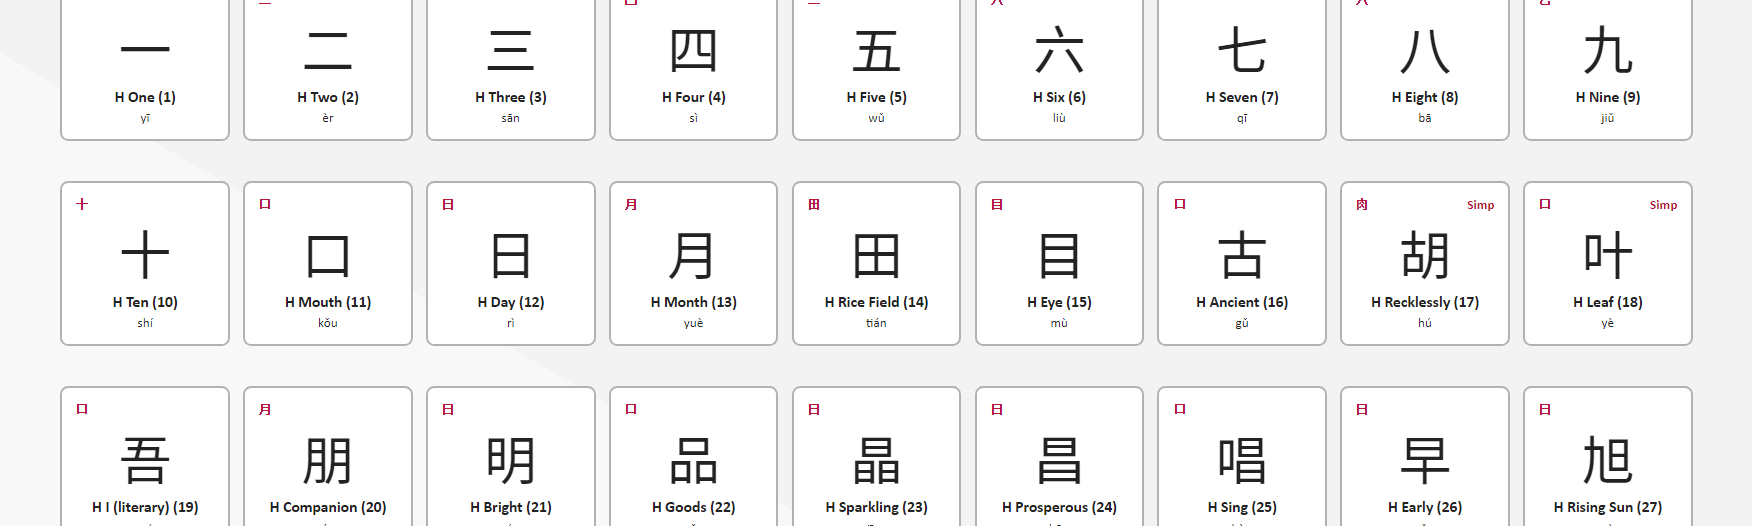 一 二 三 四 五 六 七 八 九
H One (1) H Two (2) H Three (3) H Four (4) H Five (5) H Six (6) H Seven (7) H Eight (8) H Nine (9)
yī èr sān sì wǔ liù qī bā jiǔ
十 口 日 月 田 目 口 肉 Simp 口 Simp
十 口 日 月 田 目 古 胡 叶
H Ten (10) H Mouth (11) H Day (12) H Month (13) H Rice Field (14) H Eye (15) H Ancient (16) H Recklessly (17) H Leaf (18)
shí kǒu rì yuè tián mù gǔ hú yè
口 月 日 口 日 日 口 日 日
吾 朋 明 品 晶 昌 唱 早 旭
H I (literary) (19) H Companion (20) H Bright (21) H Goods (22) H Sparkling (23) H Prosperous (24) H Sing (25) H Early (26) H Rising Sun (27)